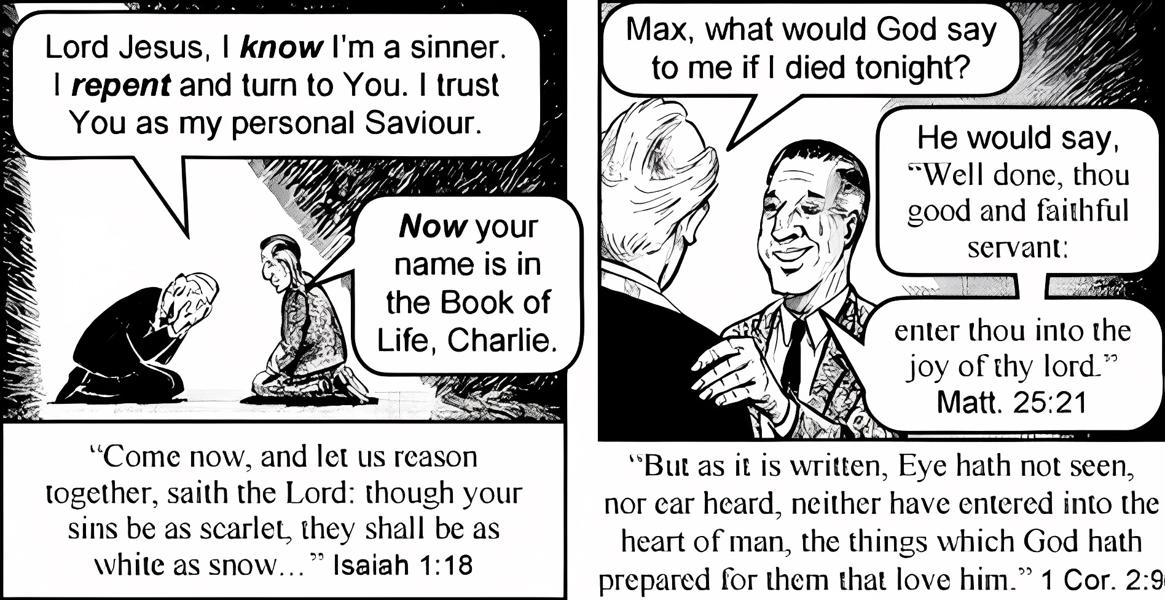 Lord Jesus, I know I'm a sinner.
I repent and turn to You. I trust
You as my personal Saviour.
Now your
name is in
the Book of
Life, Charlie.
“Come now, and let us reason
together, saith the Lord: though your
sins be as scarlet, they shall be as
white as snow...” Isaiah 1:18
Max, what would God say
to me if I died tonight?
He would say,
“Well done, thou
good and faithful
servant:
enter thou into the
joy of thy lord.”
Matt. 25:21
“But as it is written, Eye hath not seen,
nor ear heard, neither have entered into the
heart of man, the things which God hath
prepared for them that love him.” 1 Cor. 2:9